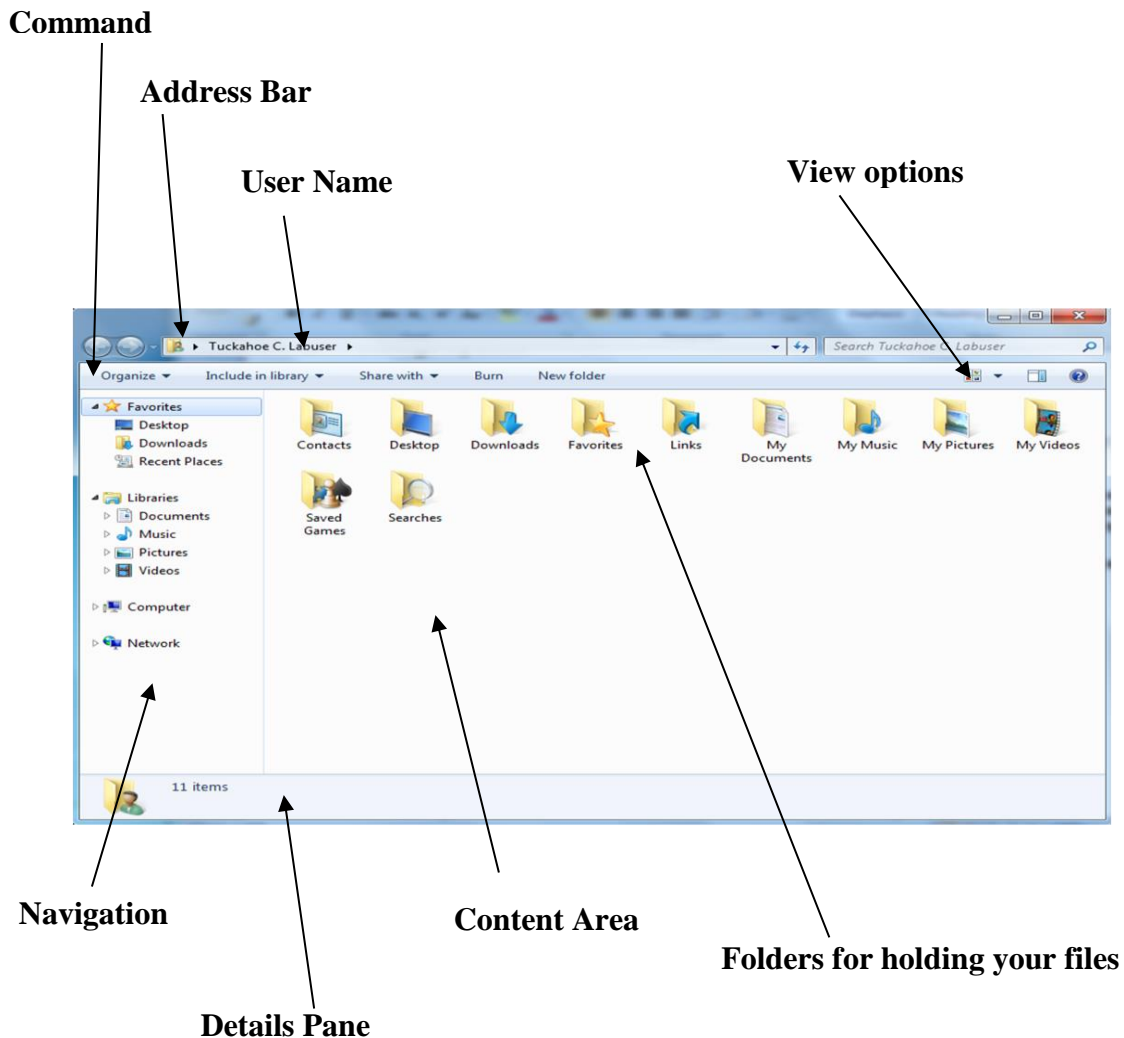 Command
Address Bar
User Name
View options
Tuckahoe C. Labuser
Search Tuckahoe C. Labuser
Organize
Include in library
Share with
Burn
New folder
Favorites
Desktop
Downloads
Recent Places
Libraries
Documents
Music
Pictures
Videos
Computer
Network
Contacts
Desktop
Downloads
Favorites
Links
My
Documents
My Music
My Pictures
My Videos
Saved
Games
Searches
11 items
Navigation
Content Area
Folders for holding your files
Details Pane